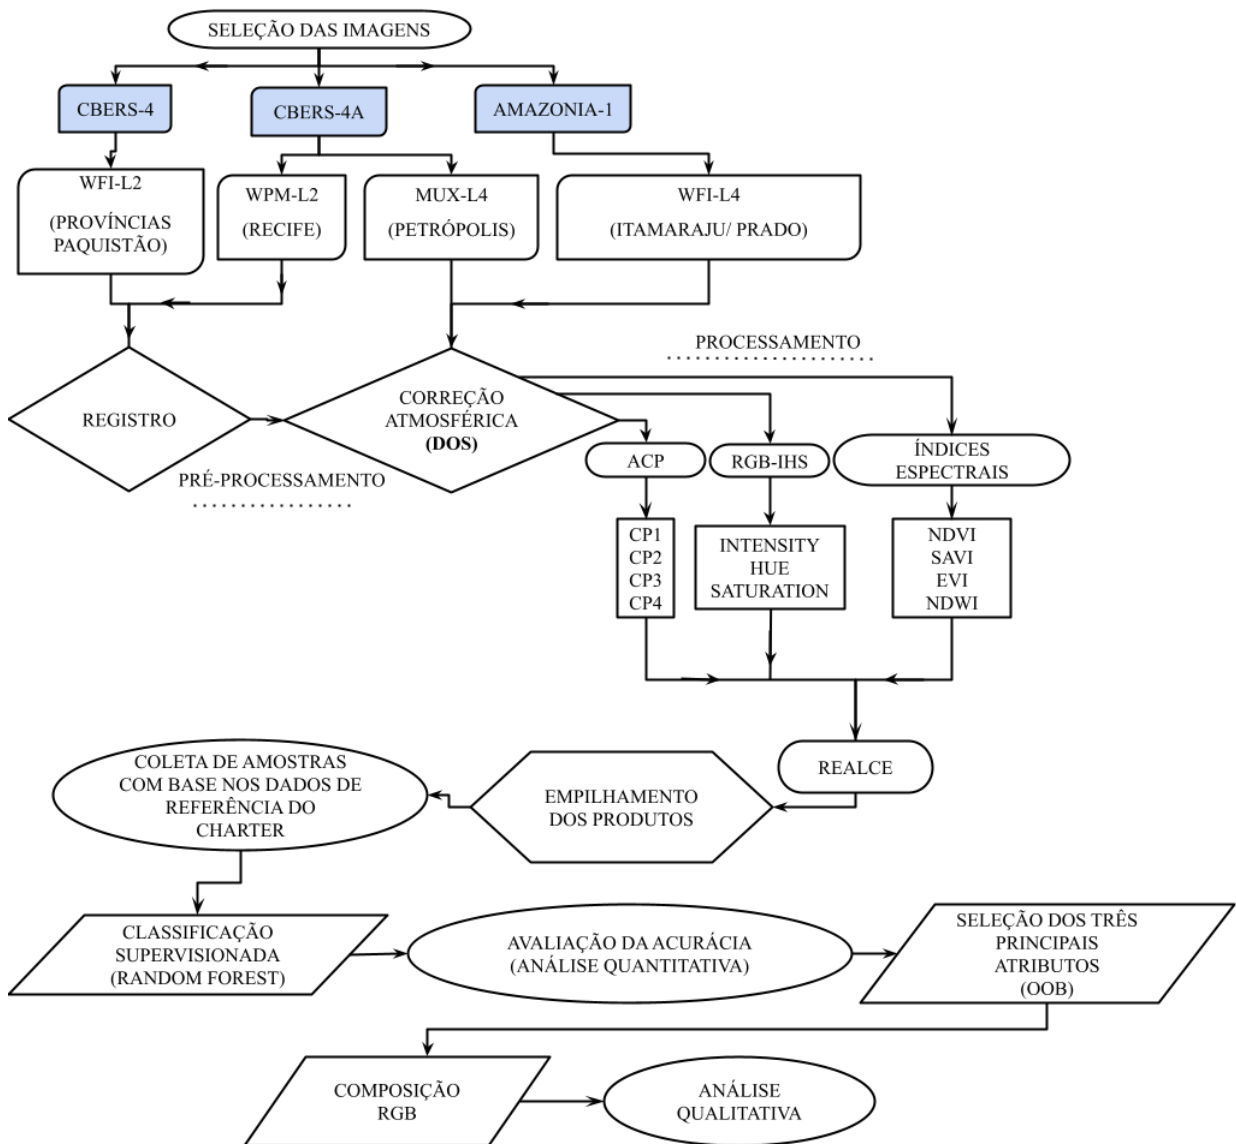 SELEÇÃO DAS IMAGENS
CBERS-4
CBERS-4A
AMAZONIA-1
WFI-L2
(PROVÍNCIAS
PAQUISTÃO)
WPM-L2
(RECIFE)
MUX-L4
(PETRÓPOLIS)
WFI-L4
(ITAMARAJU/ PRADO)
PROCESSAMENTO
REGISTRO
CORREÇÃO
ATMOSFÉRICA
(DOS)
PRÉ-PROCESSAMENTO
ACP
RGB-IHS
ÍNDICES
ESPECTRAIS
CP1
CP2
CP3
CP4
INTENSITY
HUE
SATURATION
NDVI
SAVI
EVI
NDWI
REALCE
EMPILHAMENTO
DOS PRODUTOS
COLETA DE AMOSTRAS
COM BASE NOS DADOS DE
REFERÊNCIA DO
CHARTER
CLASSIFICAÇÃO
SUPERVISIONADA
(RANDOM FOREST)
AVALIAÇÃO DA ACURÁCIA
(ANÁLISE QUANTITATIVA)
SELEÇÃO DOS TRÊS
PRINCIPAIS
ATRIBUTOS
(OOB)
COMPOSIÇÃO
RGB
ANÁLISE
QUALITATIVA